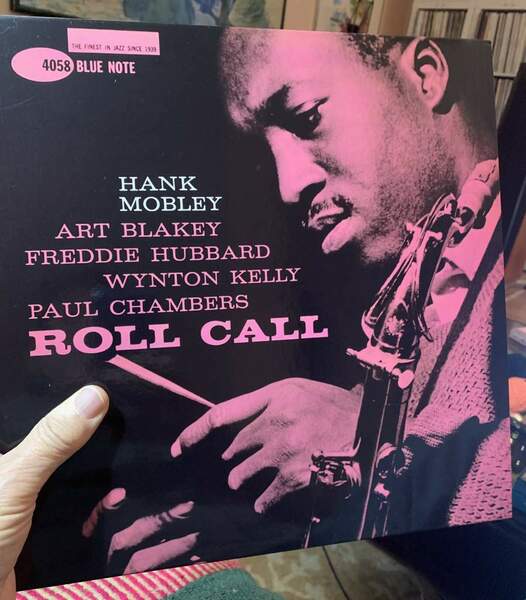 THE FINEST IN JAZZ SINCE 1939
4058 BLUE NOTE
HANK
MOBLEY
ART BLAKEY
FREDDIE HUBBARD
WYNTON KELLY
PAUL CHAMBERS
ROLL CALL